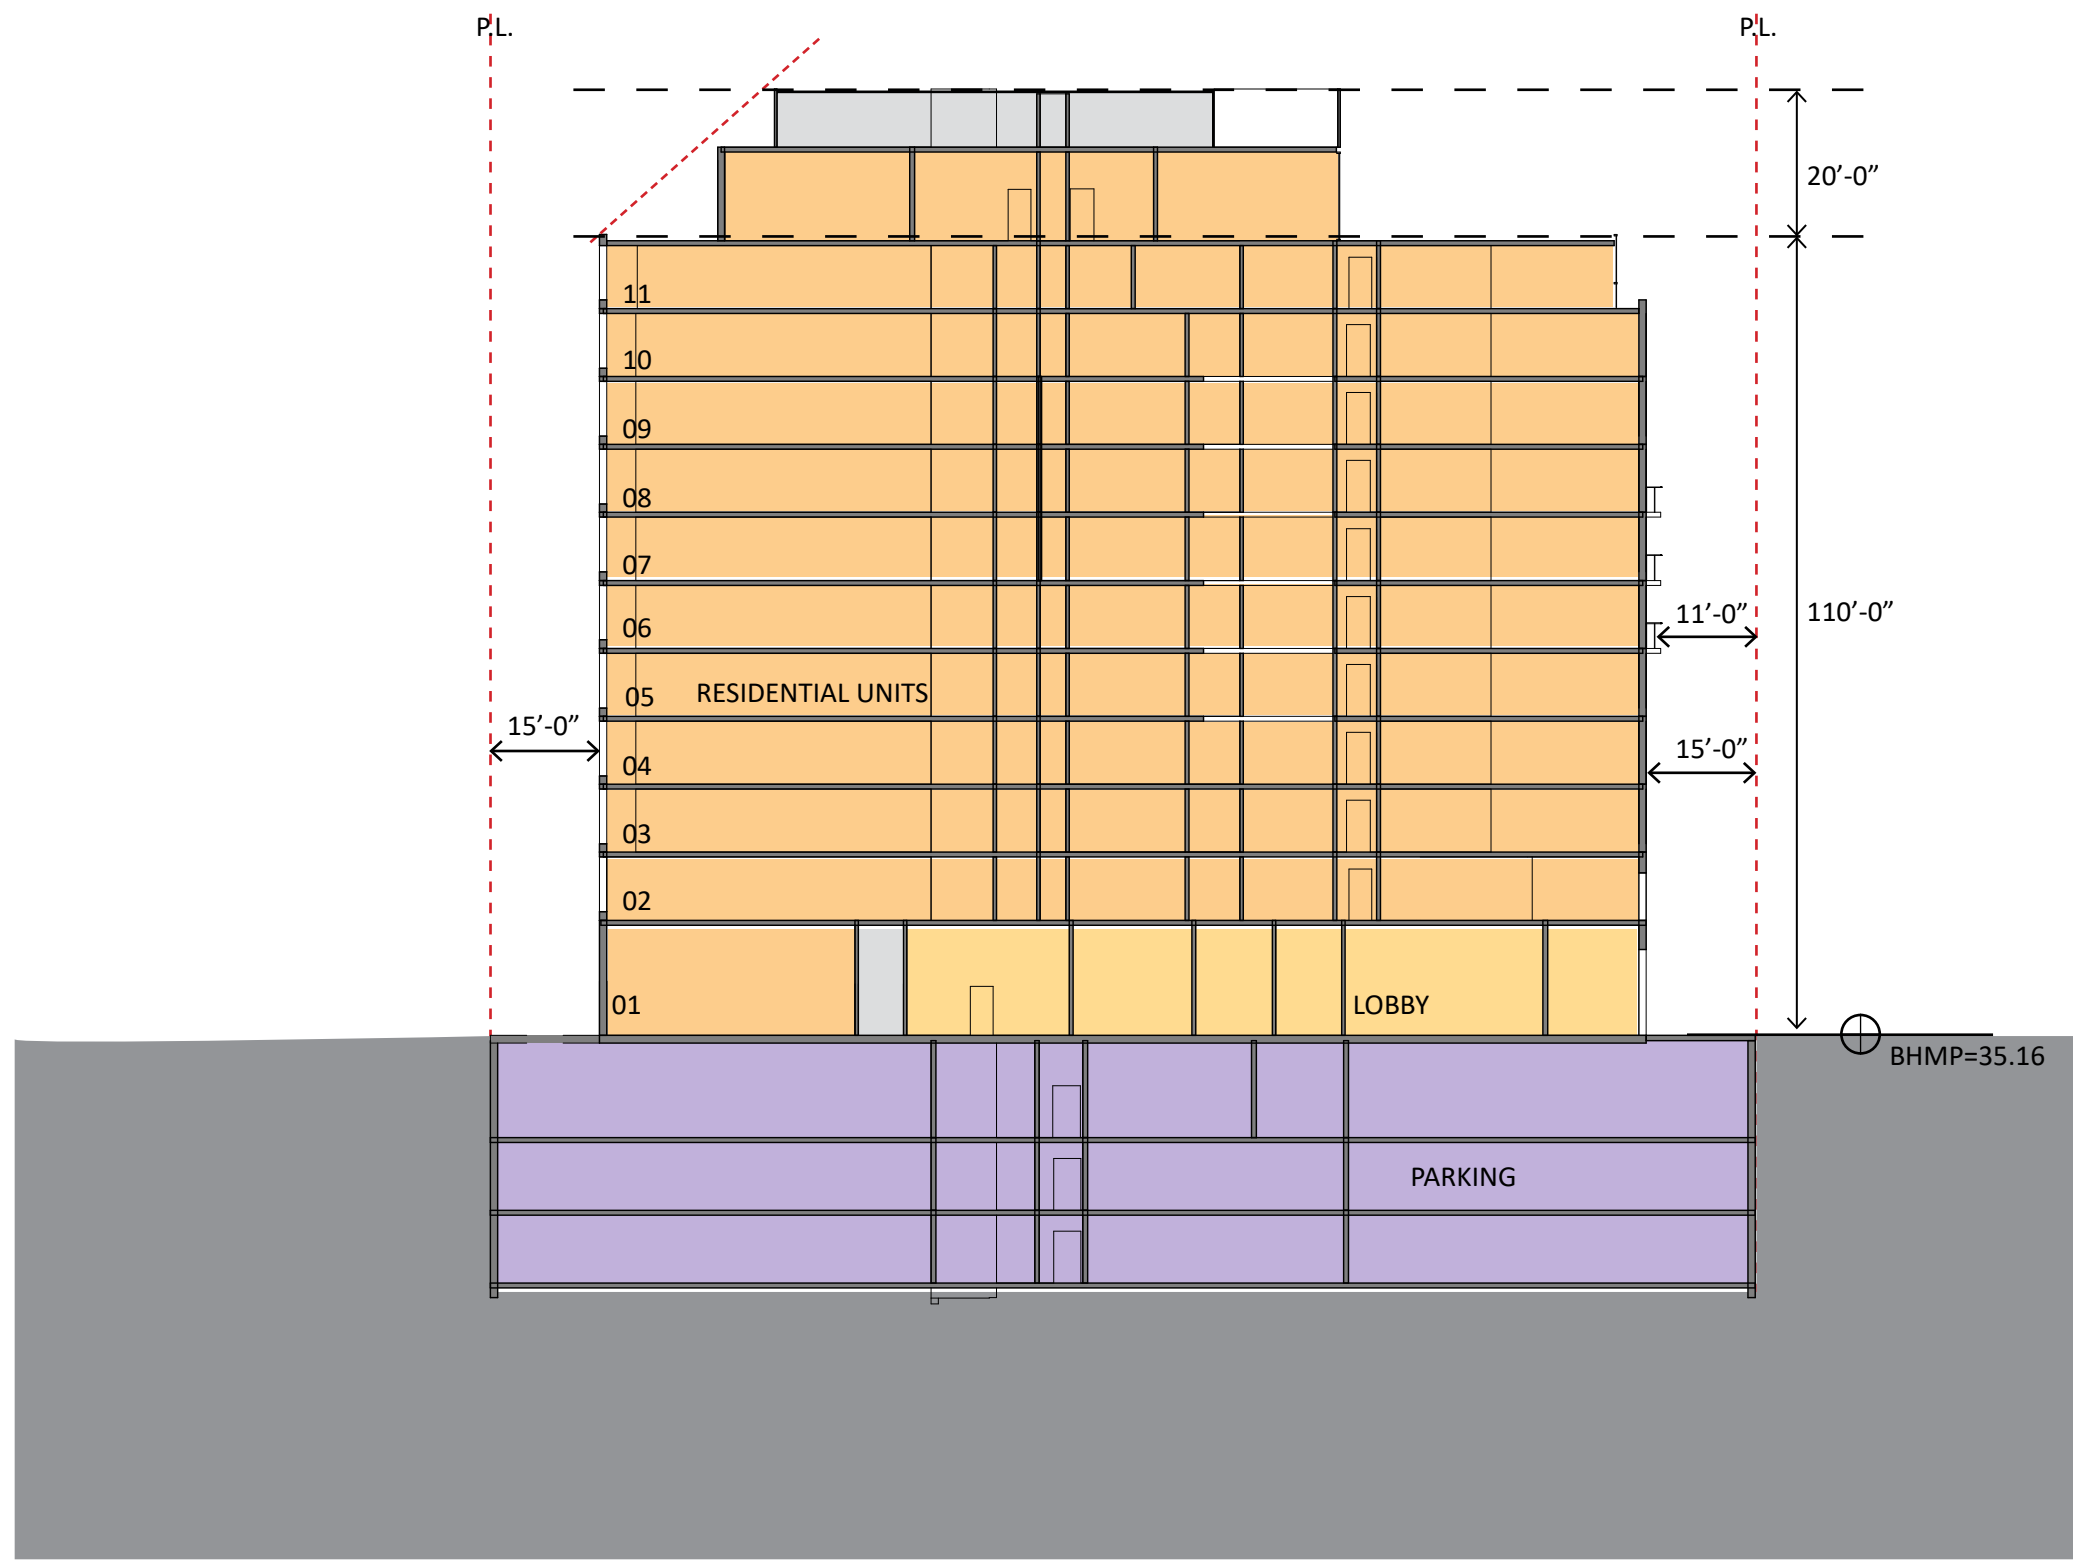 P.L.
P.L.
20’-0”
11
10
09
08
07
06
11’-0”
110’-0”
05
RESIDENTIAL UNITS
15’-0”
15’-0”
04
03
02
01
LOBBY
BHMP=35.16
PARKING